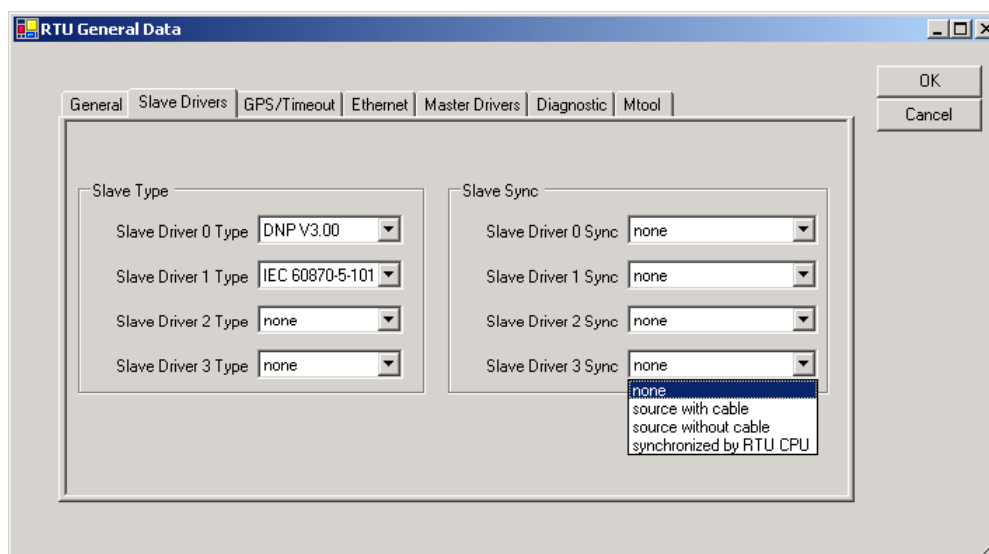 RTU General Data
OK
Cancel
General Slave Drivers GPS/Timeout Ethernet Master Drivers Diagnostic Mtool
Slave Type
Slave Driver 0 Type DNP V3.00
Slave Driver 1 Type IEC 60870-5-101
Slave Driver 2 Type none
Slave Driver 3 Type none
Slave Sync
Slave Driver 0 Sync none
Slave Driver 1 Sync none
Slave Driver 2 Sync none
Slave Driver 3 Sync none
none
source with cable
source without cable
synchronized by RTU CPU